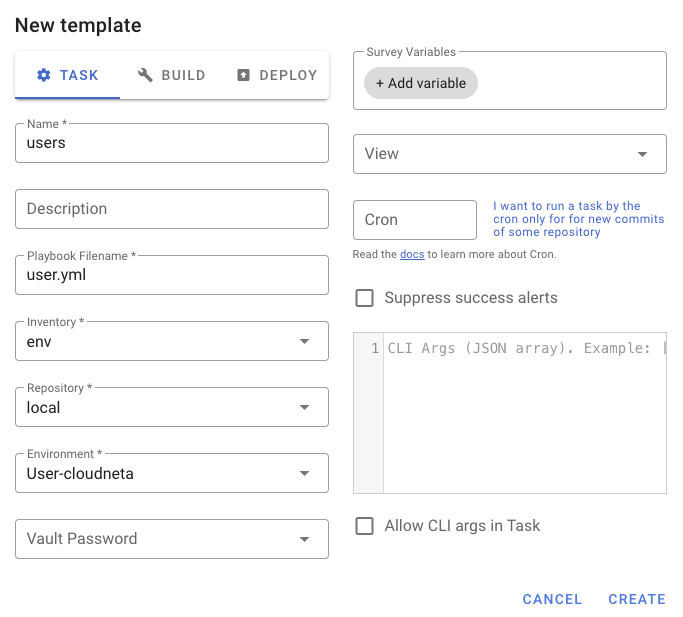 New template
TASK
BUILD
DEPLOY
Name *
users
Description
Playbook Filename *
user.yml
Inventory *
env
Repository *
local
Environment *
User-cloudneta
Vault Password
Survey Variables
+ Add variable
View
Cron
I want to run a task by the
cron only for for new commits
of some repository
Read the docs to learn more about Cron.
Suppress success alerts
1 CLI Args (JSON array). Example: [
Allow CLI args in Task
CANCEL
CREATE